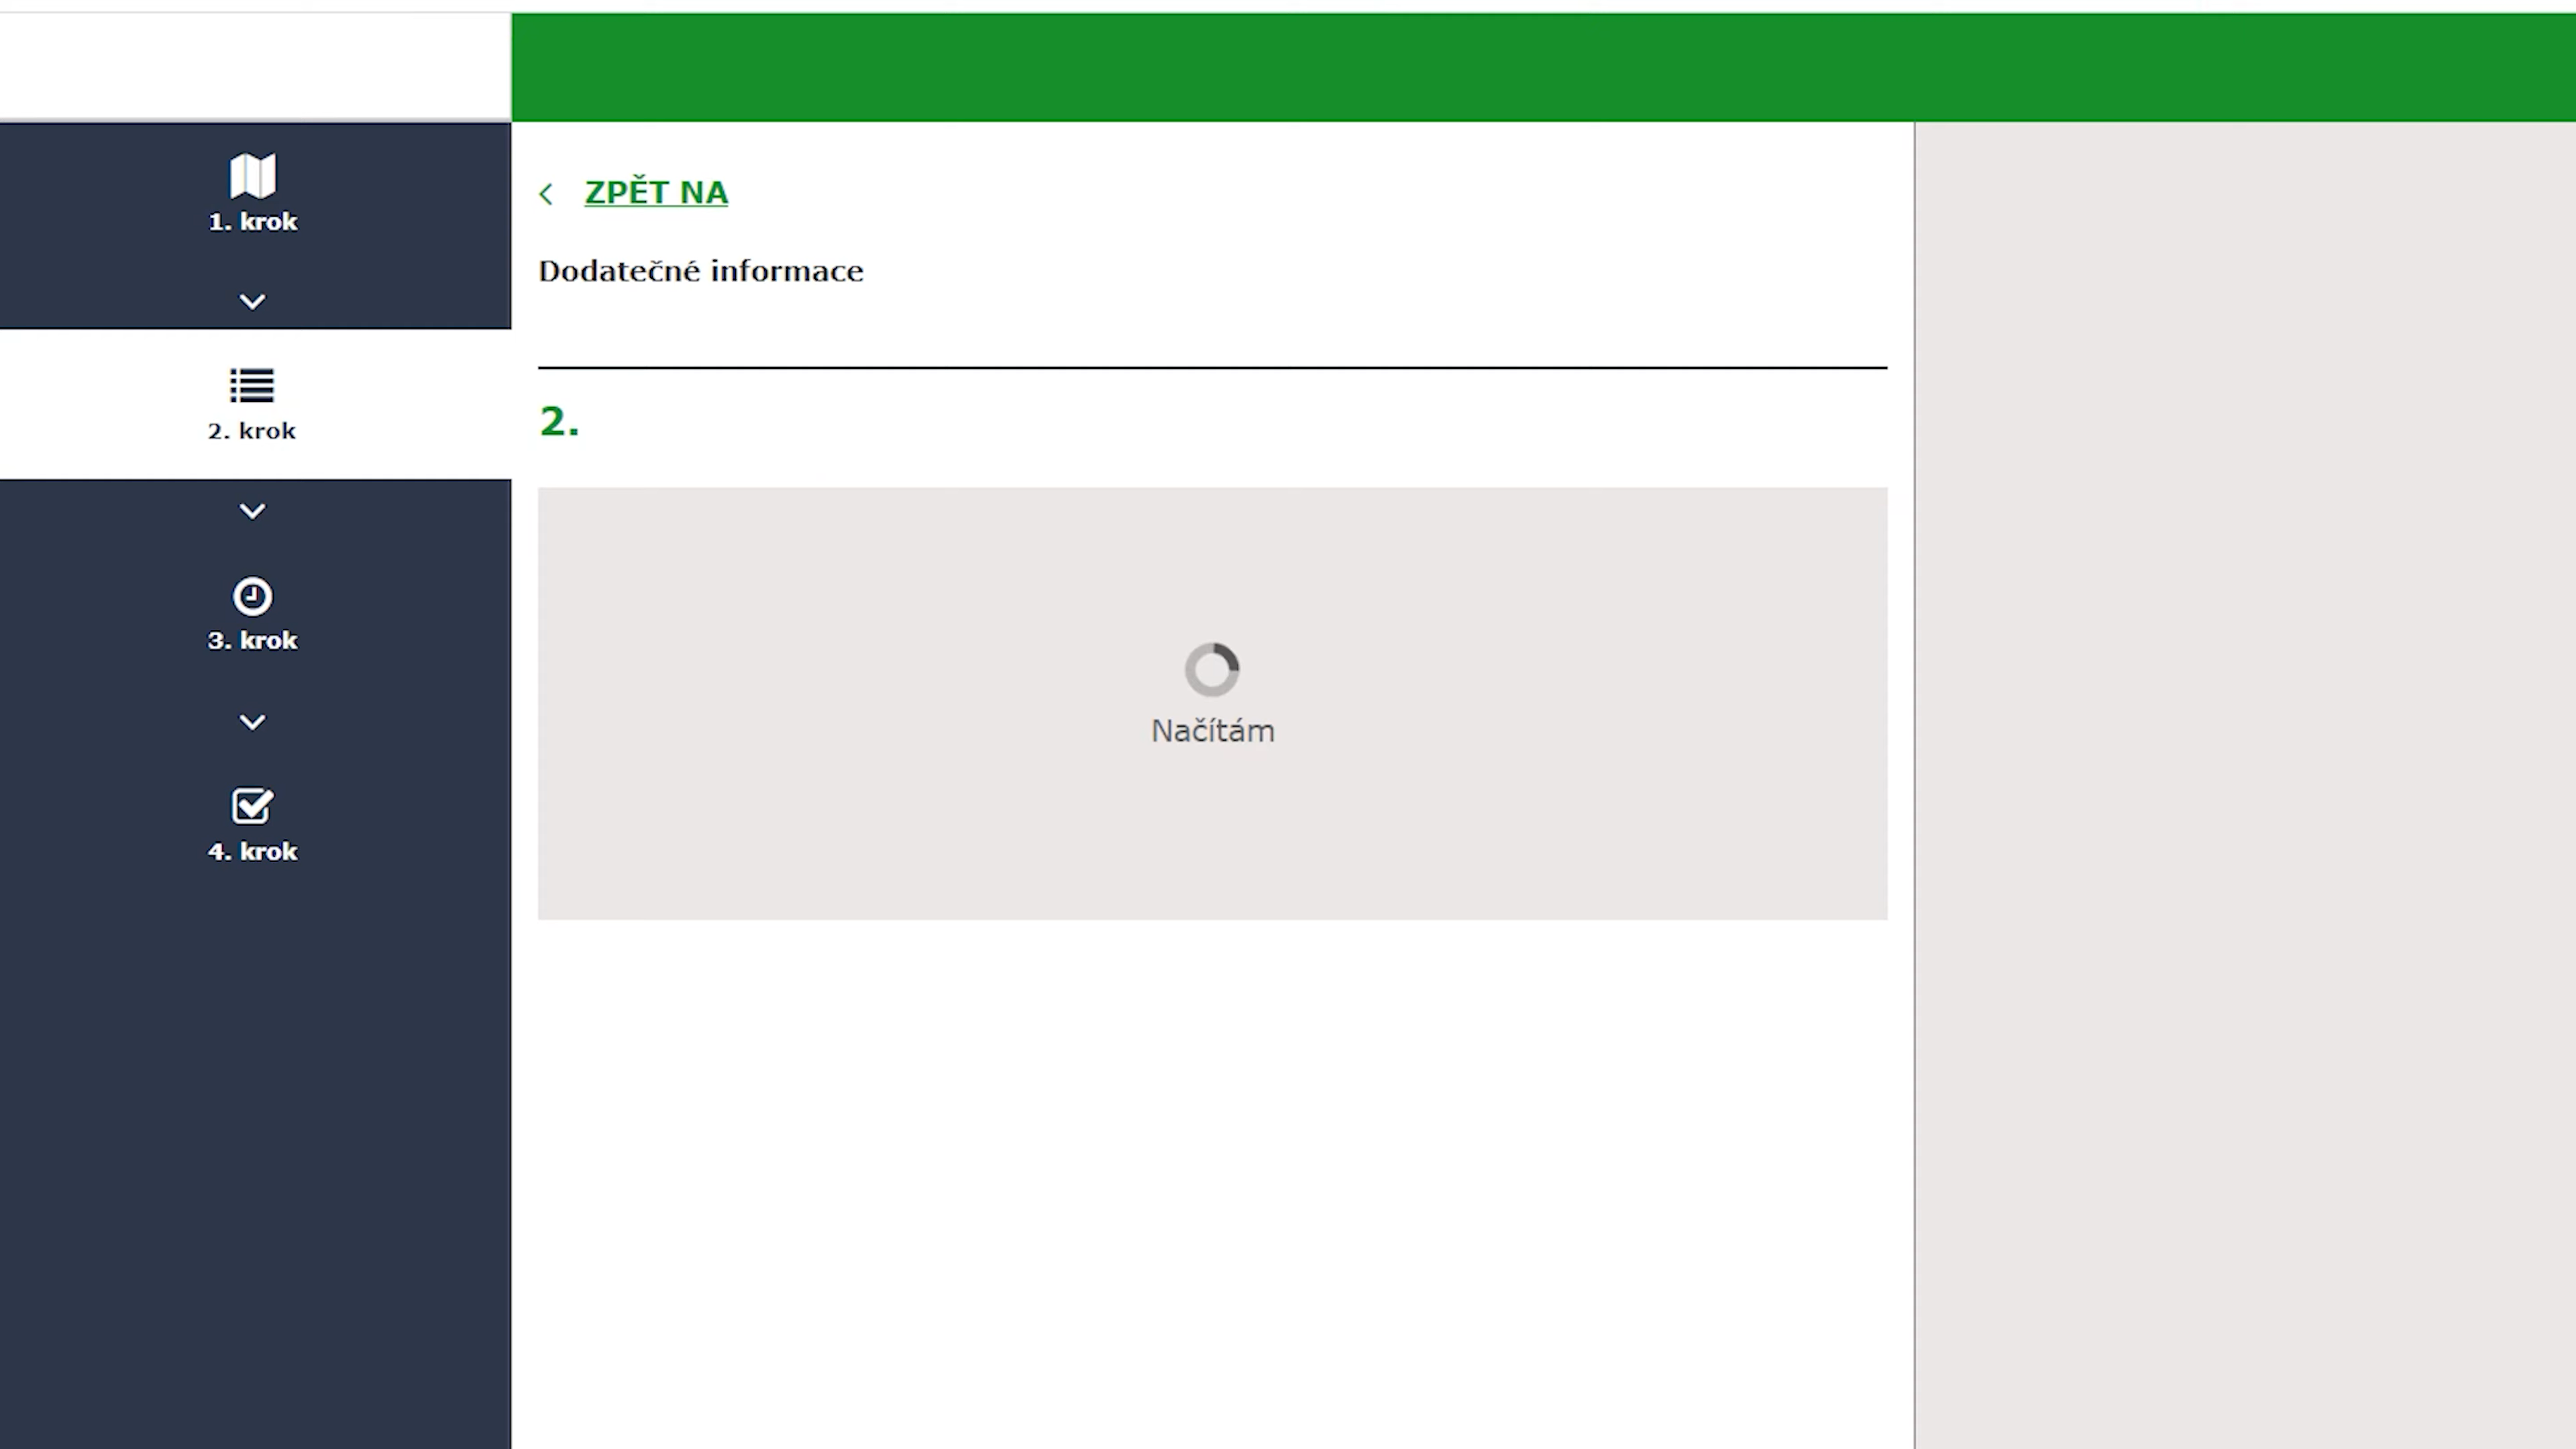 1. krok
2. krok
3. krok
4. krok
ZPĚT NA
Dodatečné informace
2.
Načítám